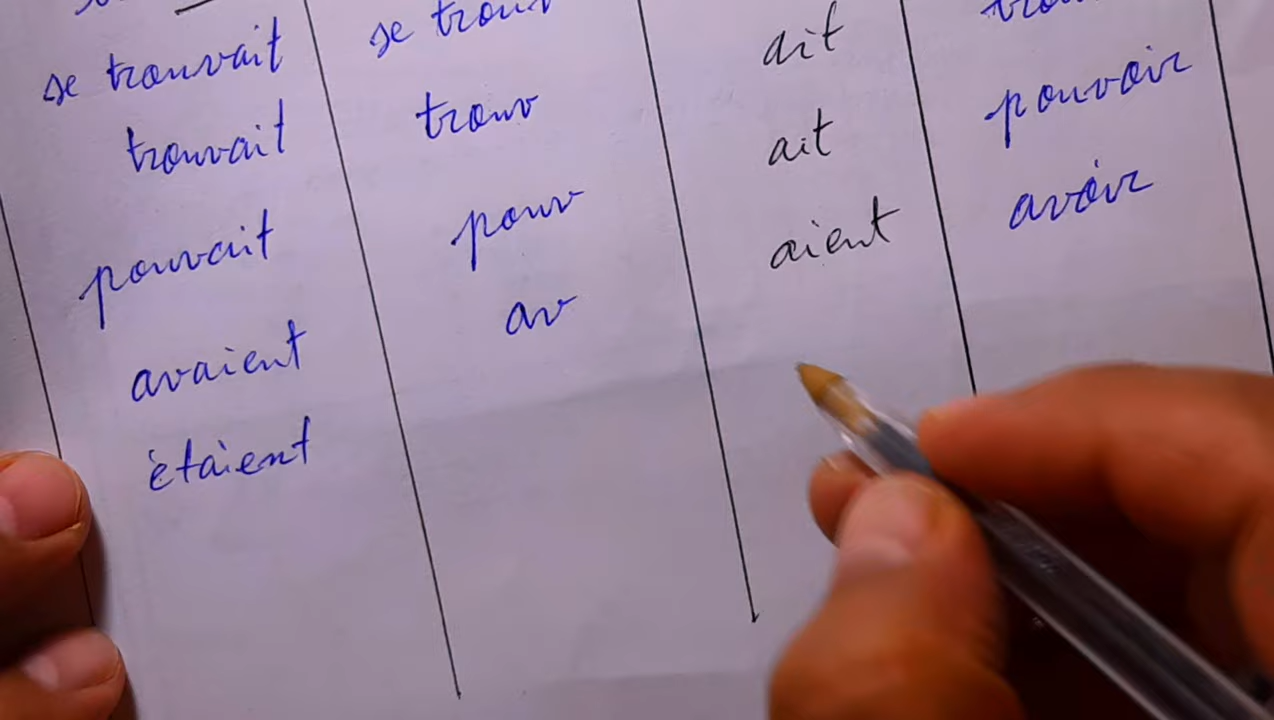 se trouvait se trouv ait
trouvait trouv ait pouvoir
pouvait pouv aient avoir
avaient av
étaient